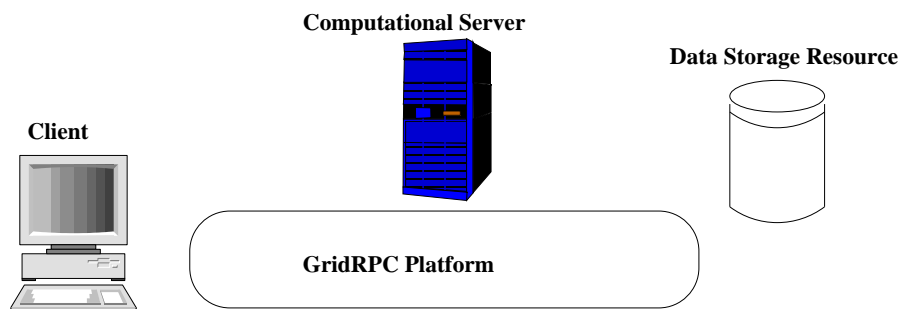 Computational Server
Data Storage Resource
Client
GridRPC Platform